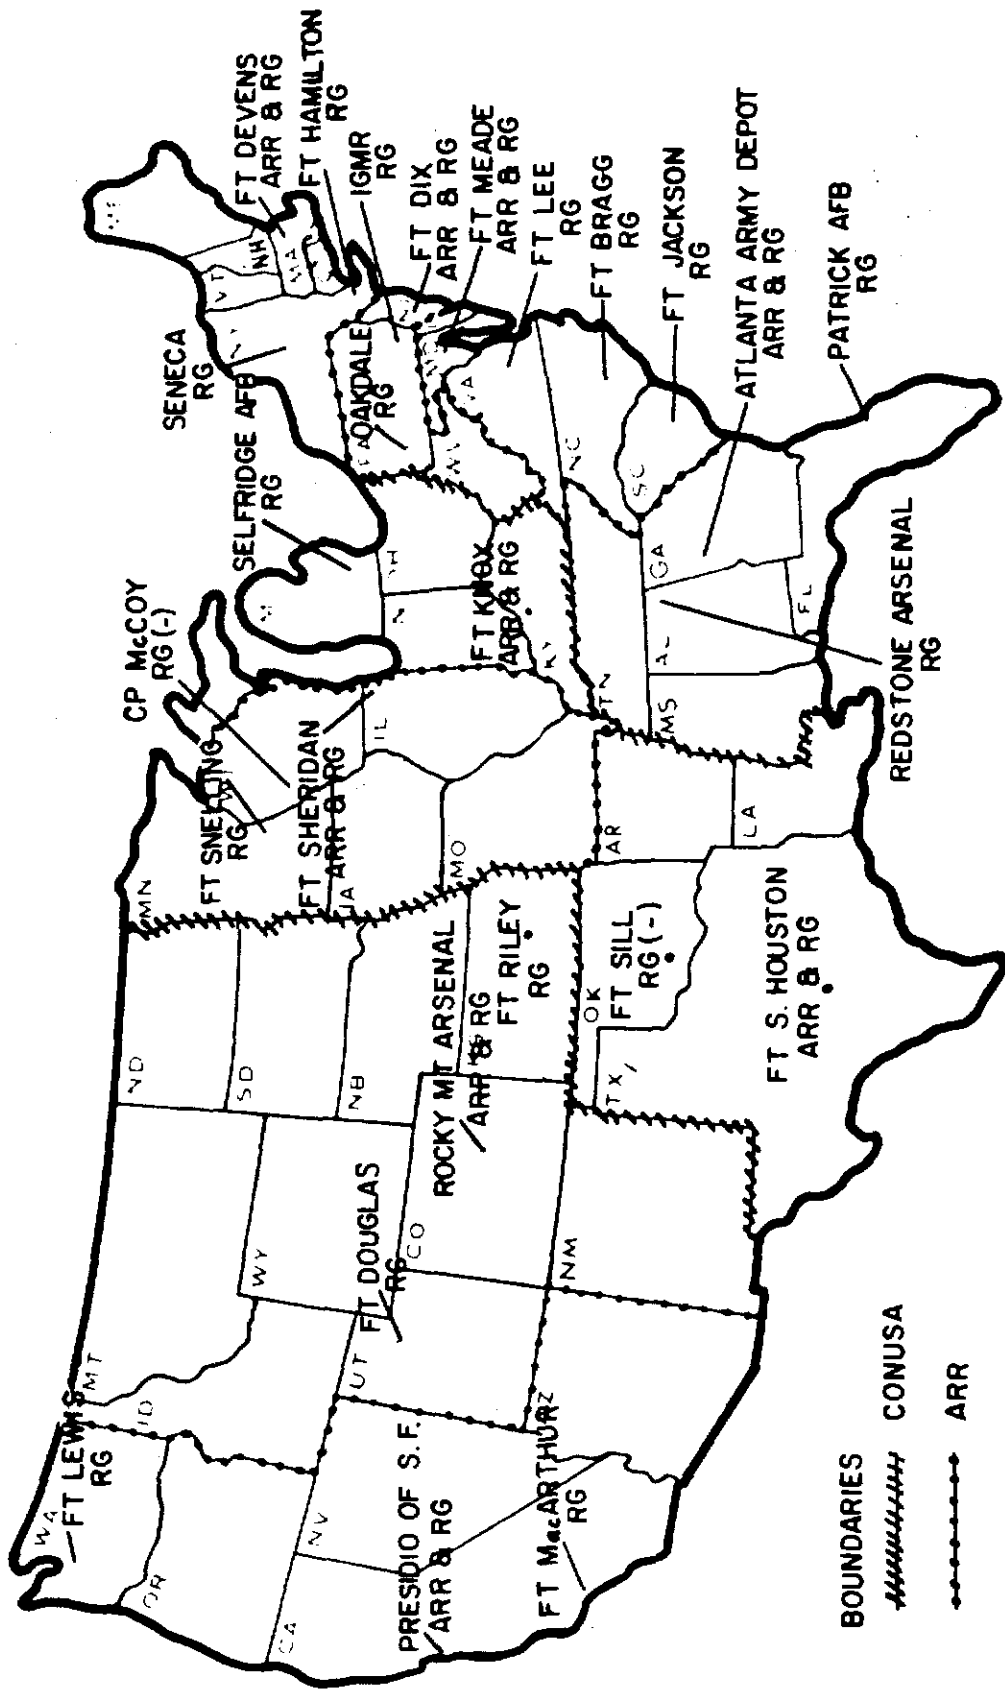 WA
FT LEWIS
RG
MT
ID
OR
ND
MN
SD
WY
NB
CP McCOY
RG (-)
FT SNELLING
RG
FT SHERIDAN
ARR & RG
SELFRIDGE AFB
RG
SENECA
RG
FT DEVENS
ARR & RG
FT HAMILTON
RG
IGMR
RG
FT DIX
ARR & RG
FT MEADE
ARR & RG
FT LEE
RG
FT BRAGG
RG
FT JACKSON
RG
ATLANTA ARMY DEPOT
ARR & RG
PATRICK AFB
RG
VT
NH
MA
OAKDALE
RG
PA
VA
NC
SC
GA
AL
FL
MS
TN
KY
FT KNOX
ARR & RG
IL
IA
MO
AR
LA
REDSTONE ARSENAL
RG
CA
NV
UT
CO
NM
PRESIDIO OF S. F.
ARR & RG
FT MacARTHUR
RG
FT DOUGLAS
RG
ROCKY MT ARSENAL
ARR & RG
FT RILEY
RG
OK
TX
FT SILL
RG (-)
FT S. HOUSTON
ARR & RG
BOUNDARIES
CONUSA
ARR